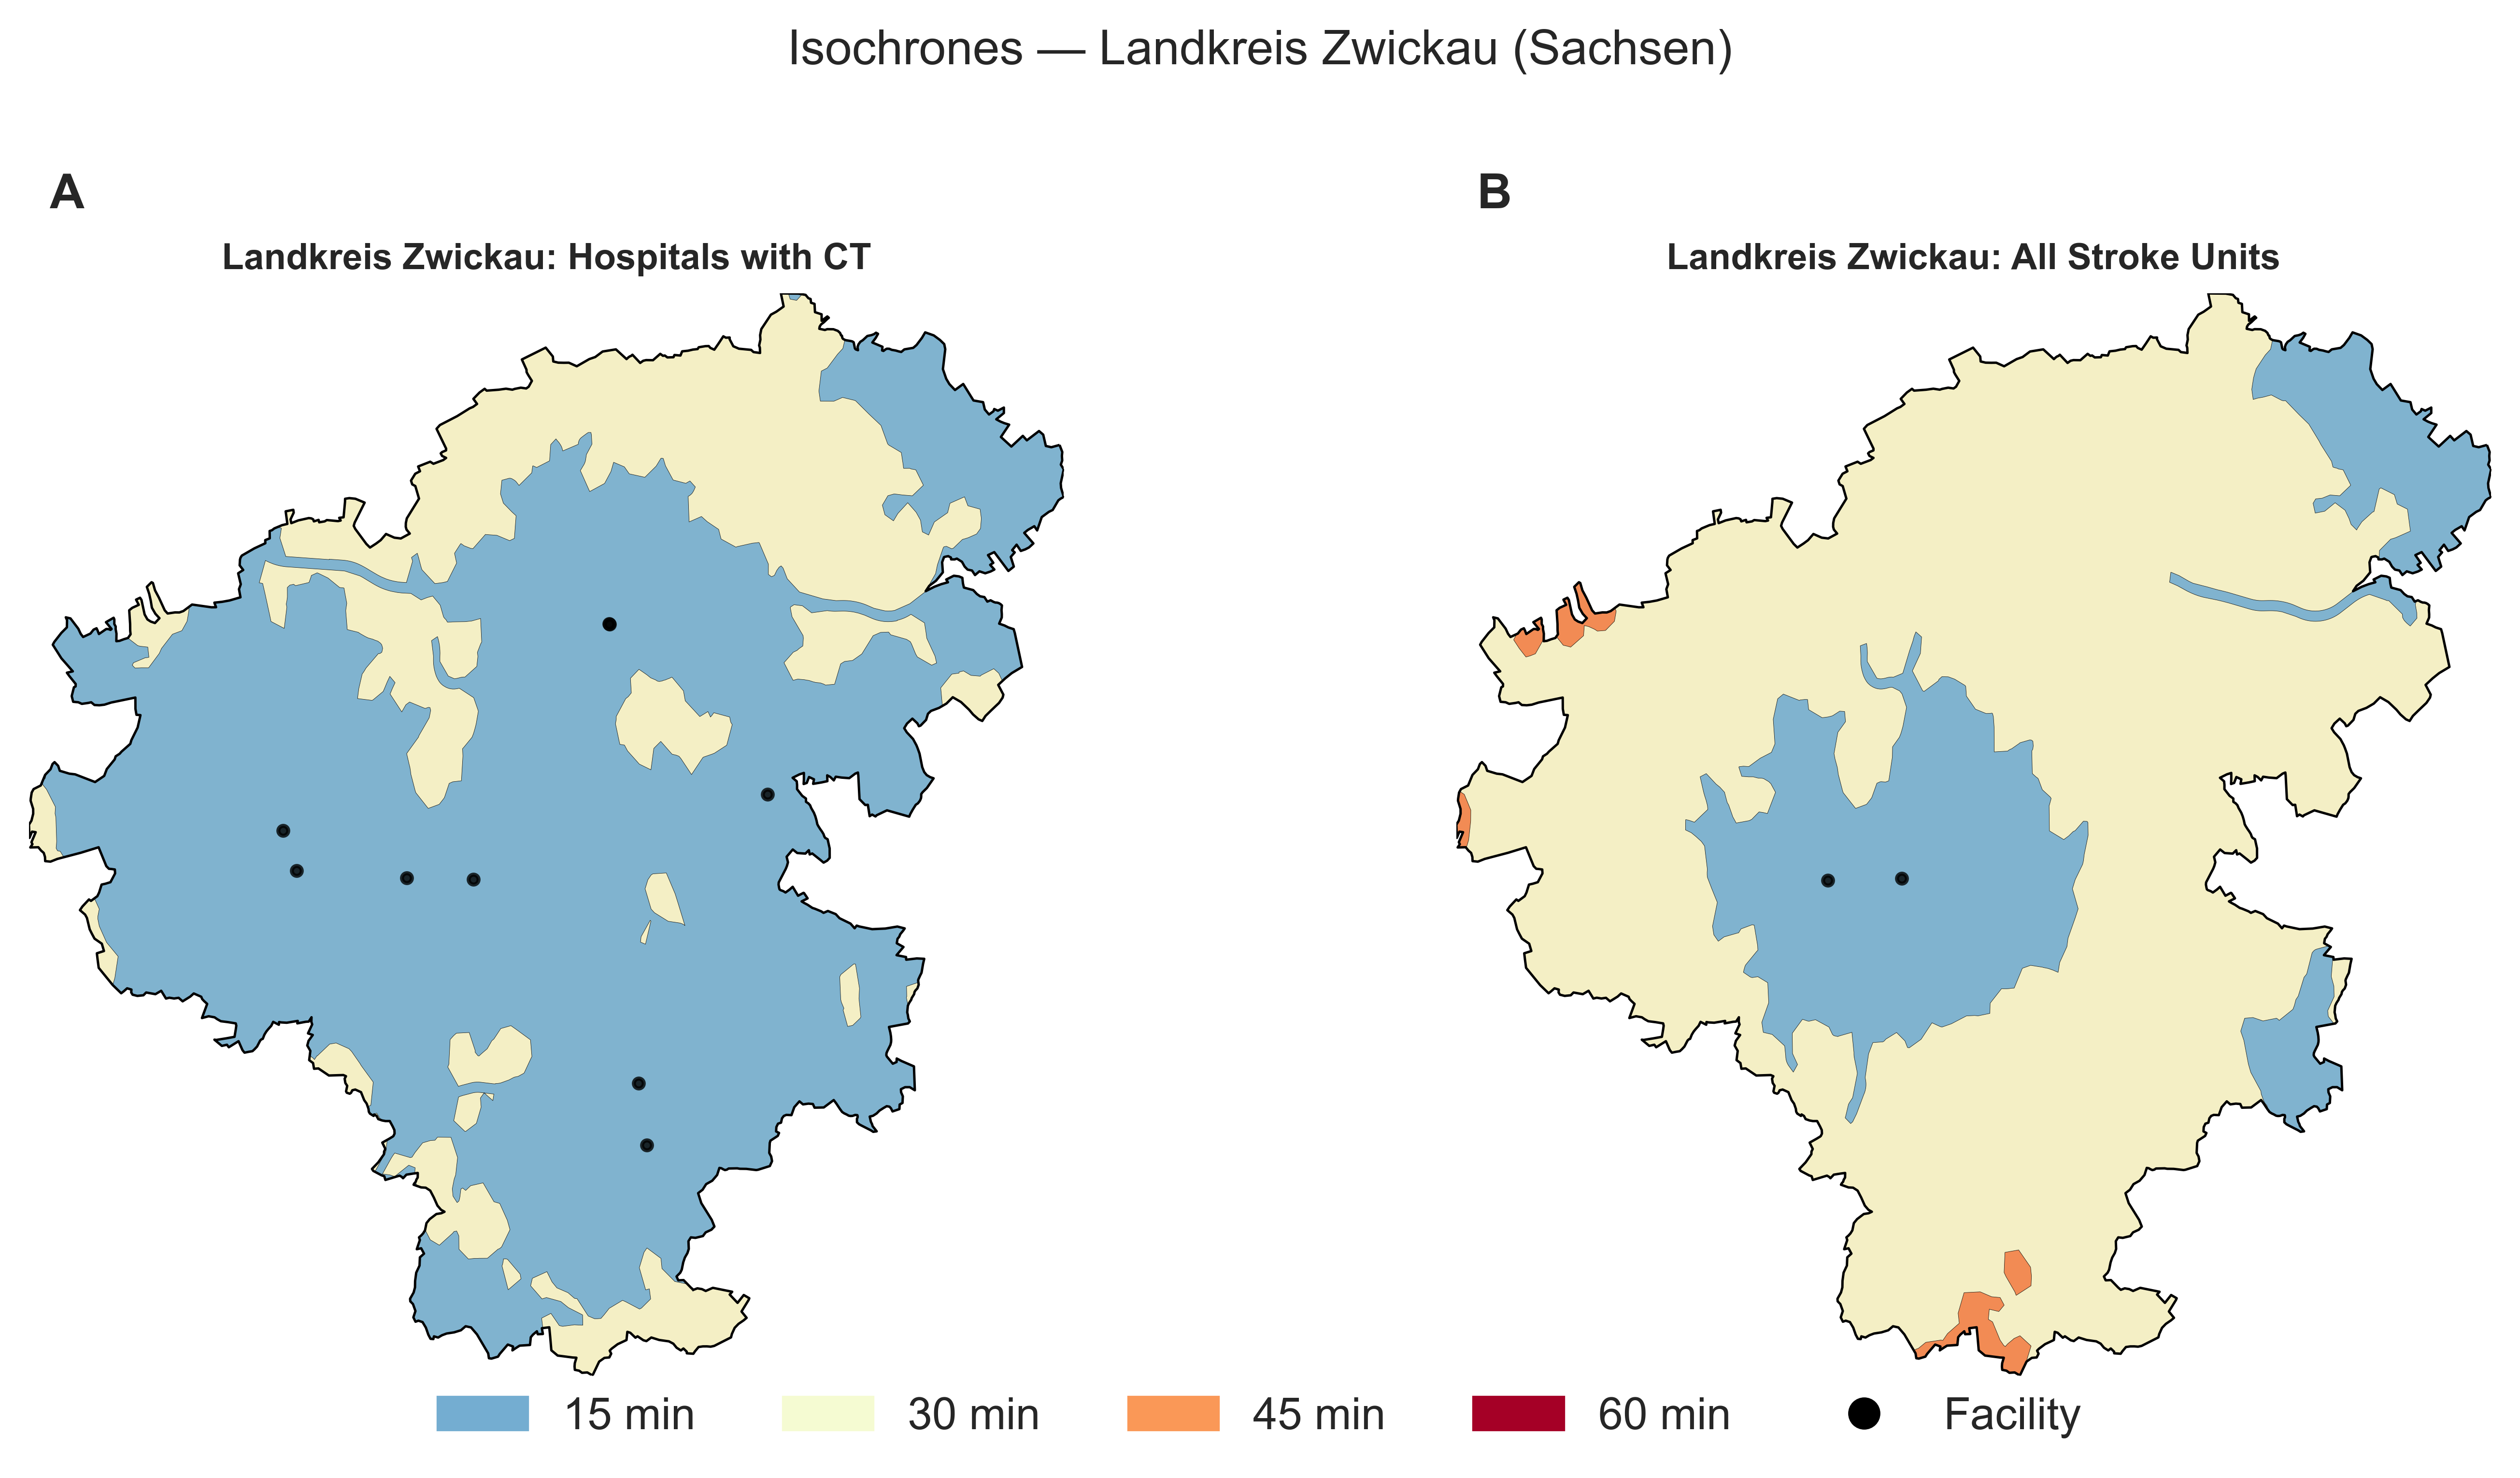 Isochrones — Landkreis Zwickau (Sachsen)
A
B
Landkreis Zwickau: Hospitals with CT
Landkreis Zwickau: All Stroke Units
15 min
30 min
45 min
60 min
Facility